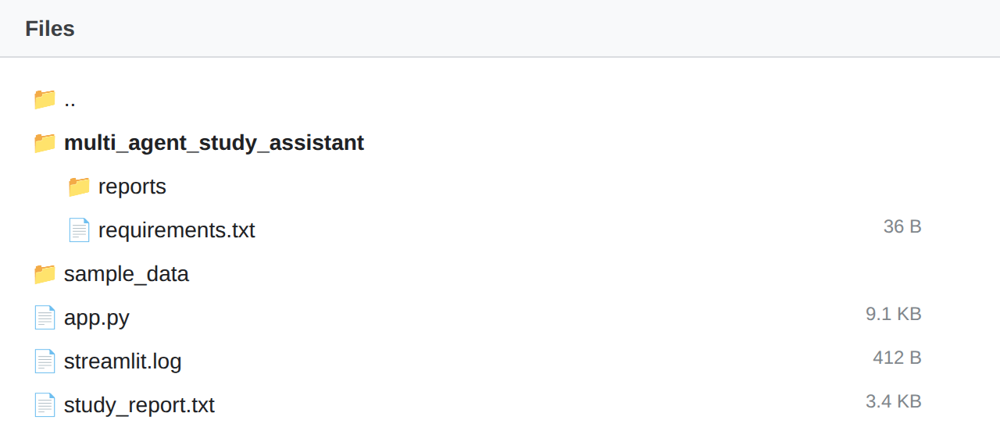 Files
..
multi_agent_study_assistant
reports
requirements.txt 36 B
sample_data
app.py 9.1 KB
streamlit.log 412 B
study_report.txt 3.4 KB